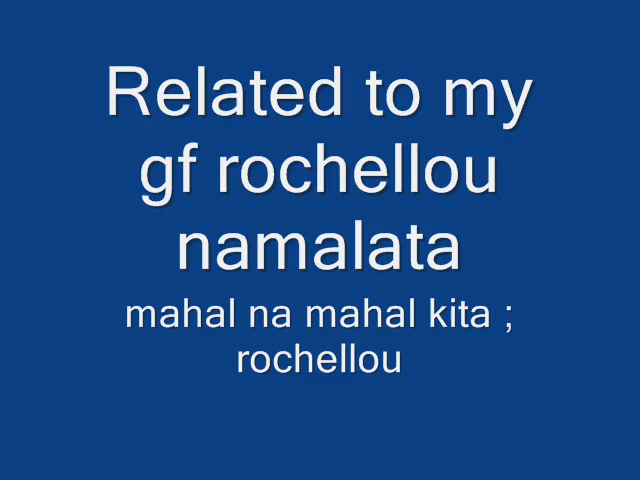 Related to my
gf rochellou
namalata
mahal na mahal kita ;
rochellou